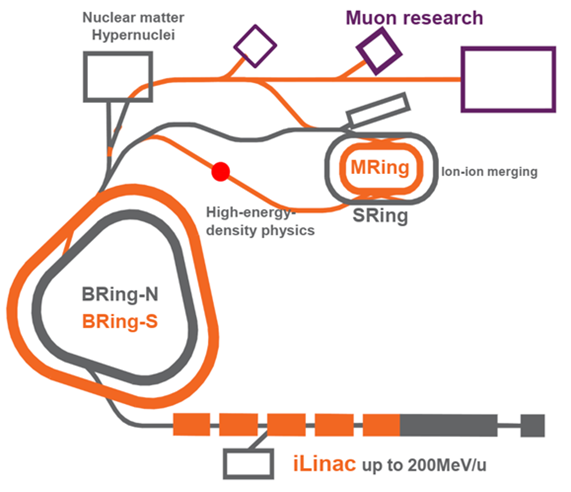 Nuclear matter
Hypernuclei
Muon research
MRing
Ion-ion merging
SRing
High-energy-
density physics
BRing-N
BRing-S
iLinac up to 200MeV/u